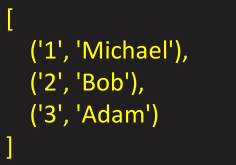 [
('1', 'Michael'),
('2', 'Bob'),
('3', 'Adam')
]